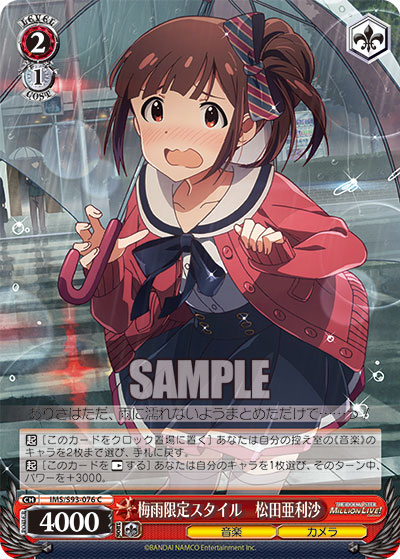 LEVEL
2
1
COST
SAMPLE
ありさはただ、雨に濡れないようまとめただけで……っ♪
起［このカードをクロック置場に置く］あなたは自分の控え室の《音楽》の
キャラを2枚まで選び、手札に戻す。
起［このカードを する］あなたは自分のキャラを1枚選び、そのターン中、
パワーを+3000。
CH IMS/S93-076 C
梅雨限定スタイル 松田亜利沙
THE IDOLM@STER
MILLION LIVE!
4000
音楽
カメラ
©BANDAI NAMCO Entertainment Inc.